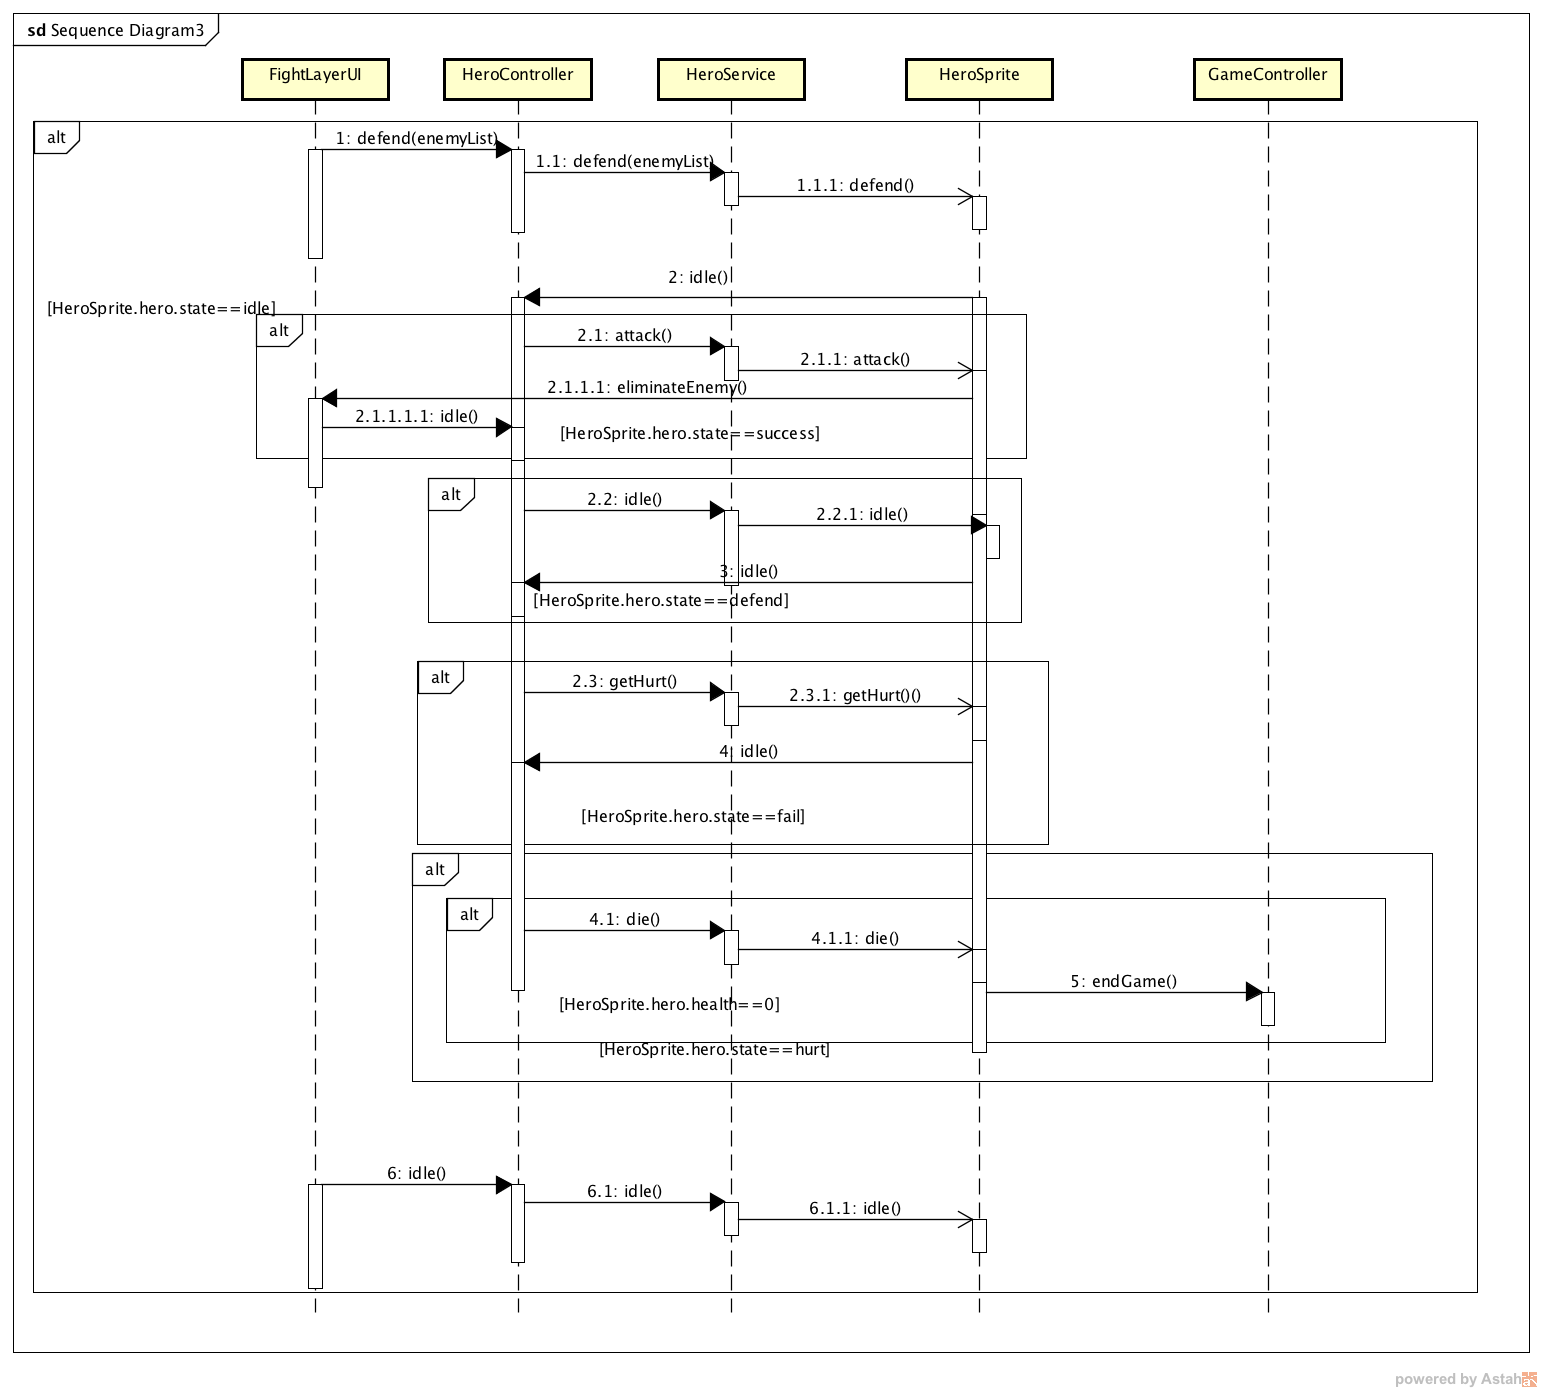 sd Sequence Diagram3
FightLayerUI
HeroController
HeroService
HeroSprite
GameController
alt
1: defend(enemyList)
1.1: defend(enemyList)
1.1.1: defend()
2: idle()
[HeroSprite.hero.state==idle]
alt
2.1: attack()
2.1.1: attack()
2.1.1.1: eliminateEnemy()
2.1.1.1.1: idle()
[HeroSprite.hero.state==success]
alt
2.2: idle()
2.2.1: idle()
3: idle()
[HeroSprite.hero.state==defend]
alt
2.3: getHurt()
2.3.1: getHurt()()
4: idle()
[HeroSprite.hero.state==fail]
alt
alt
4.1: die()
4.1.1: die()
5: endGame()
[HeroSprite.hero.health==0]
[HeroSprite.hero.state==hurt]
6: idle()
6.1: idle()
6.1.1: idle()
powered by Astah